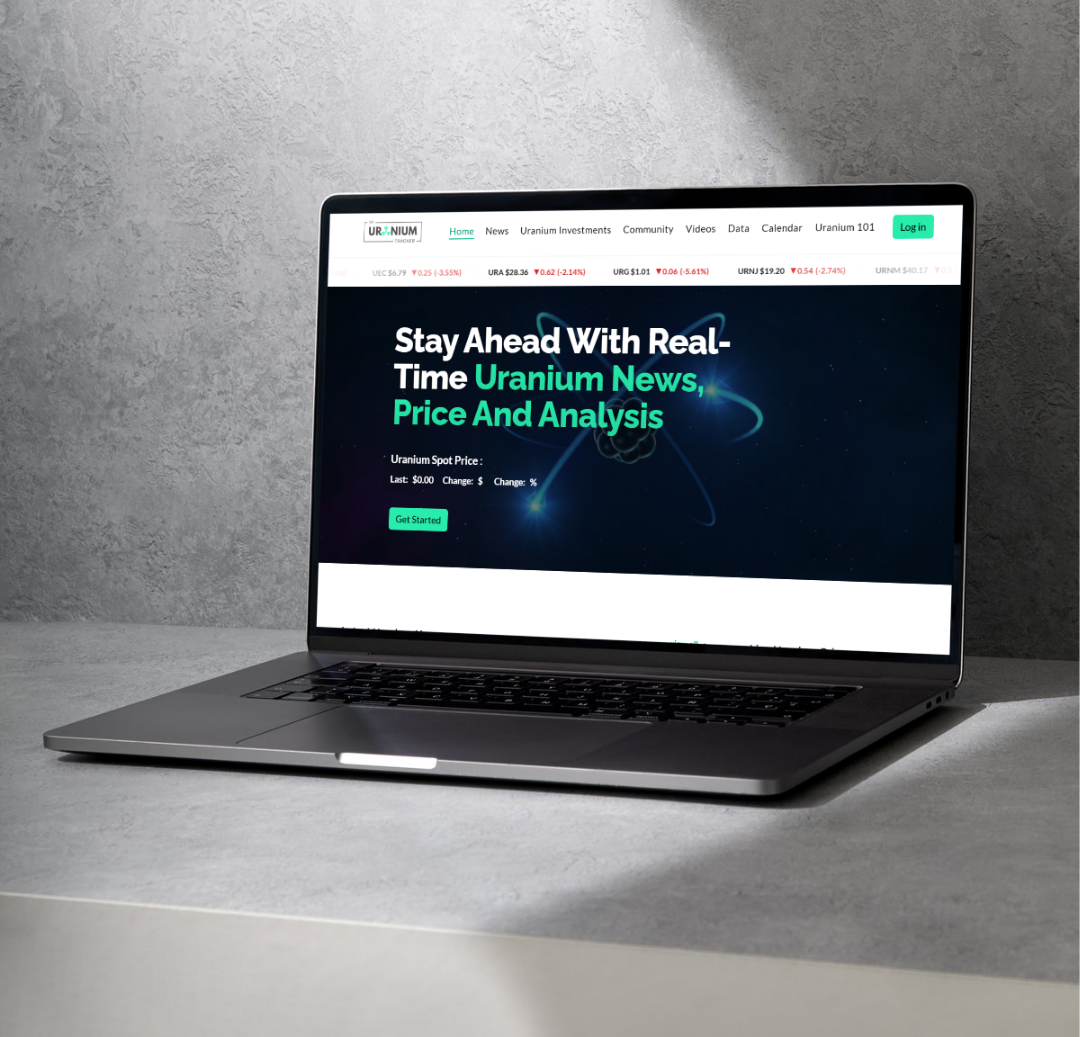 URANIUM
TRACKER
Home News Uranium Investments Community Videos Data Calendar Uranium 101 Log in
UEC $6.79 ▼0.25 (-3.55%) URA $28.36 ▼0.62 (-2.14%) URG $1.01 ▼0.06 (-5.61%) URNJ $19.20 ▼0.54 (-2.74%) URNM $40.17
Stay Ahead With Real-
Time Uranium News,
Price And Analysis
Uranium Spot Price :
Last: $0.00 Change: $ Change: %
Get Started